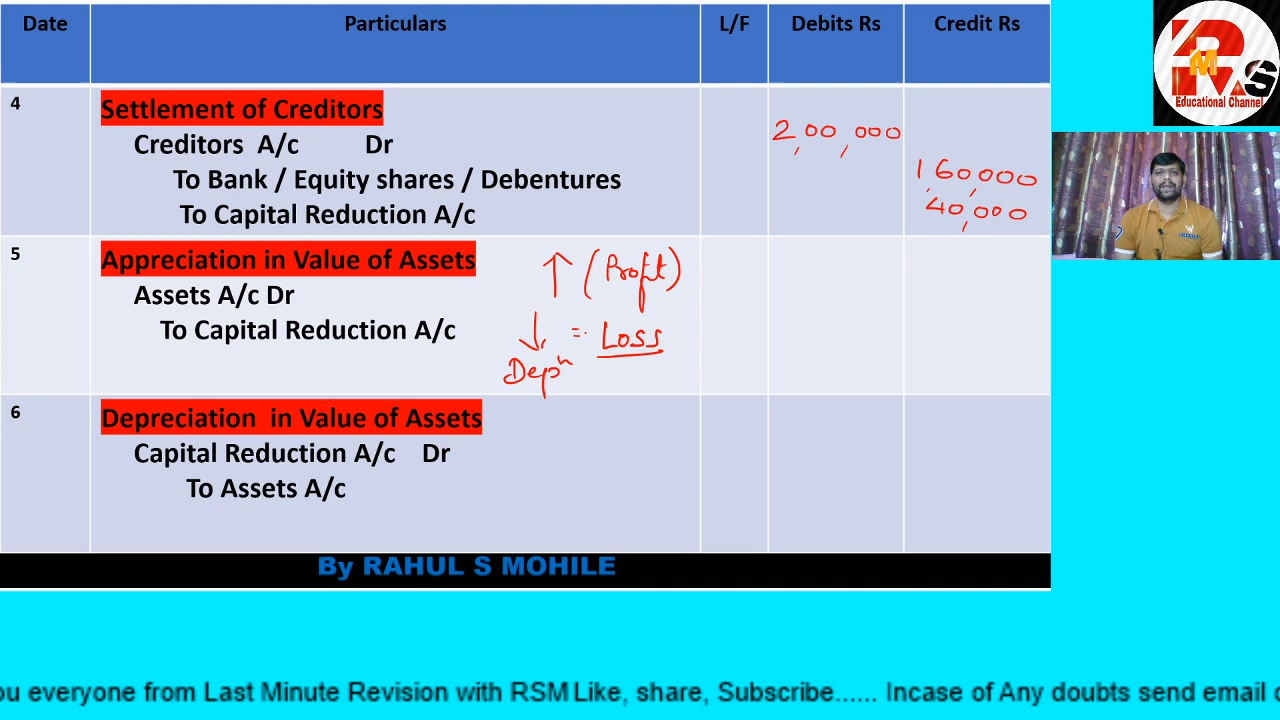 Date Particulars L/F Debits Rs Credit Rs
RMS
Educational Channel
4 Settlement of Creditors
Creditors A/c Dr 2,00,000
To Bank / Equity shares / Debentures 1,60,000
To Capital Reduction A/c 40,000
5 Appreciation in Value of Assets ↑ (Profit)
Assets A/c Dr
To Capital Reduction A/c ↓ = Loss
Depn
6 Depreciation in Value of Assets
Capital Reduction A/c Dr
To Assets A/c
By RAHUL S MOHILE
ou everyone from Last Minute Revision with RSM Like, share, Subscribe...... Incase of Any doubts send email